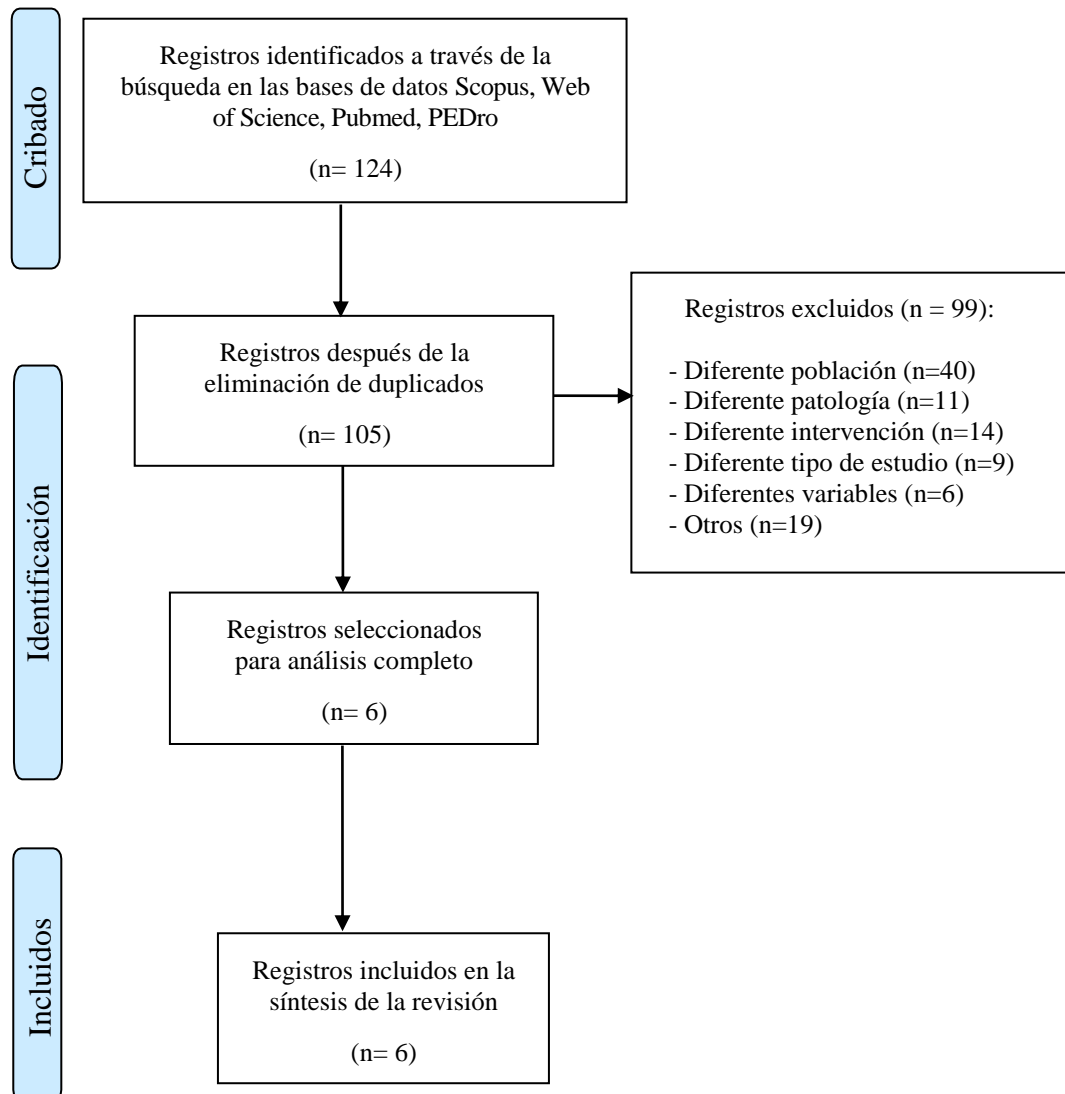 Cribado
Registros identificados a través de la
búsqueda en las bases de datos Scopus, Web
of Science, Pubmed, PEDro
(n= 124)
Identificación
Registros después de la
eliminación de duplicados
(n= 105)
Registros excluidos (n = 99):
- Diferente población (n=40)
- Diferente patología (n=11)
- Diferente intervención (n=14)
- Diferente tipo de estudio (n=9)
- Diferentes variables (n=6)
- Otros (n=19)
Registros seleccionados
para análisis completo
(n= 6)
Incluidos
Registros incluidos en la
síntesis de la revisión
(n= 6)